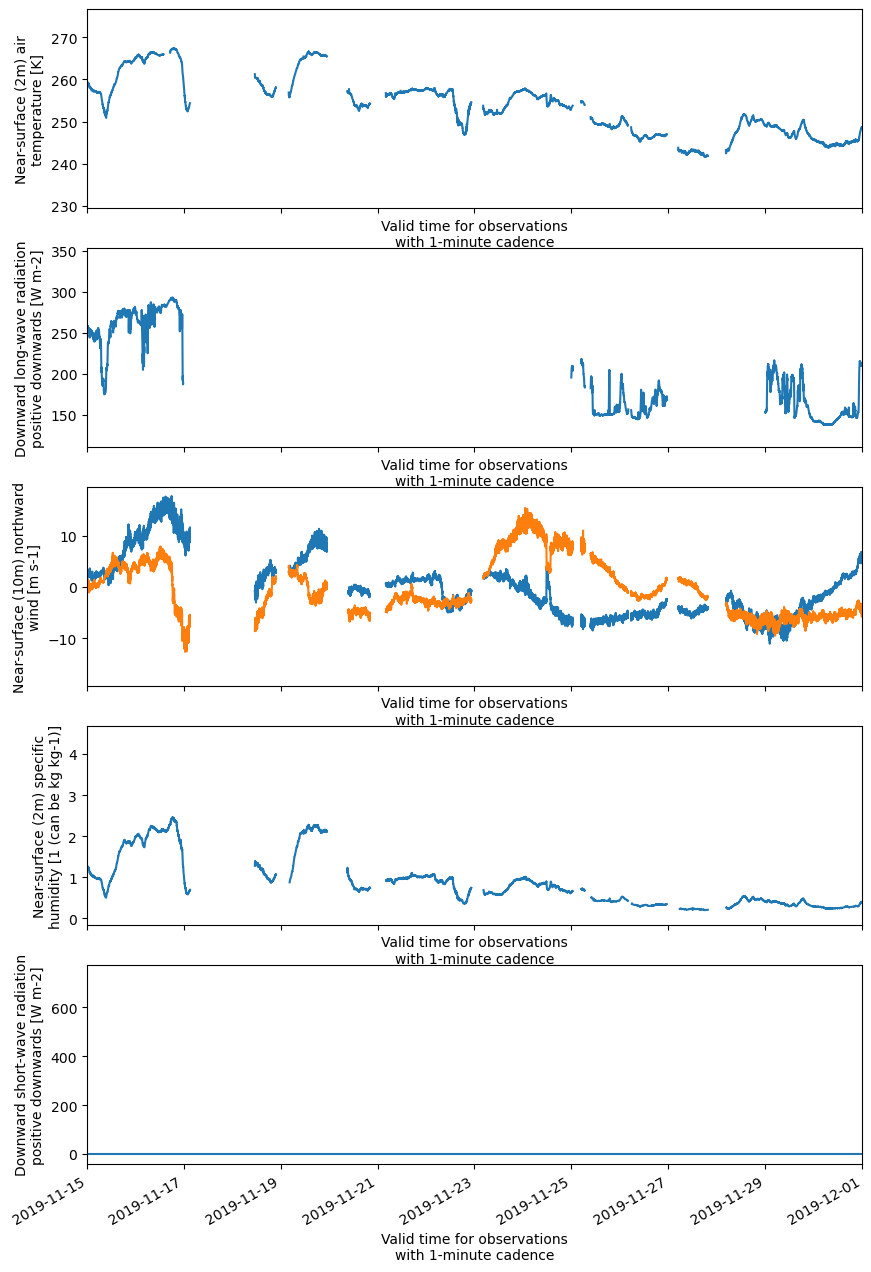 270
260
250
240
230
Near-surface (2m) air
temperature [K]
Valid time for observations
with 1-minute cadence
350
300
250
200
150
Downward long-wave radiation
positive downwards [W m-2]
Valid time for observations
with 1-minute cadence
10
0
−10
Near-surface (10m) northward
wind [m s-1]
Valid time for observations
with 1-minute cadence
4
3
2
1
0
Near-surface (2m) specific
humidity [1 (can be kg kg-1)]
Valid time for observations
with 1-minute cadence
600
400
200
0
Downward short-wave radiation
positive downwards [W m-2]
2019-11-15
2019-11-17
2019-11-19
2019-11-21
2019-11-23
2019-11-25
2019-11-27
2019-11-29
2019-12-01
Valid time for observations
with 1-minute cadence